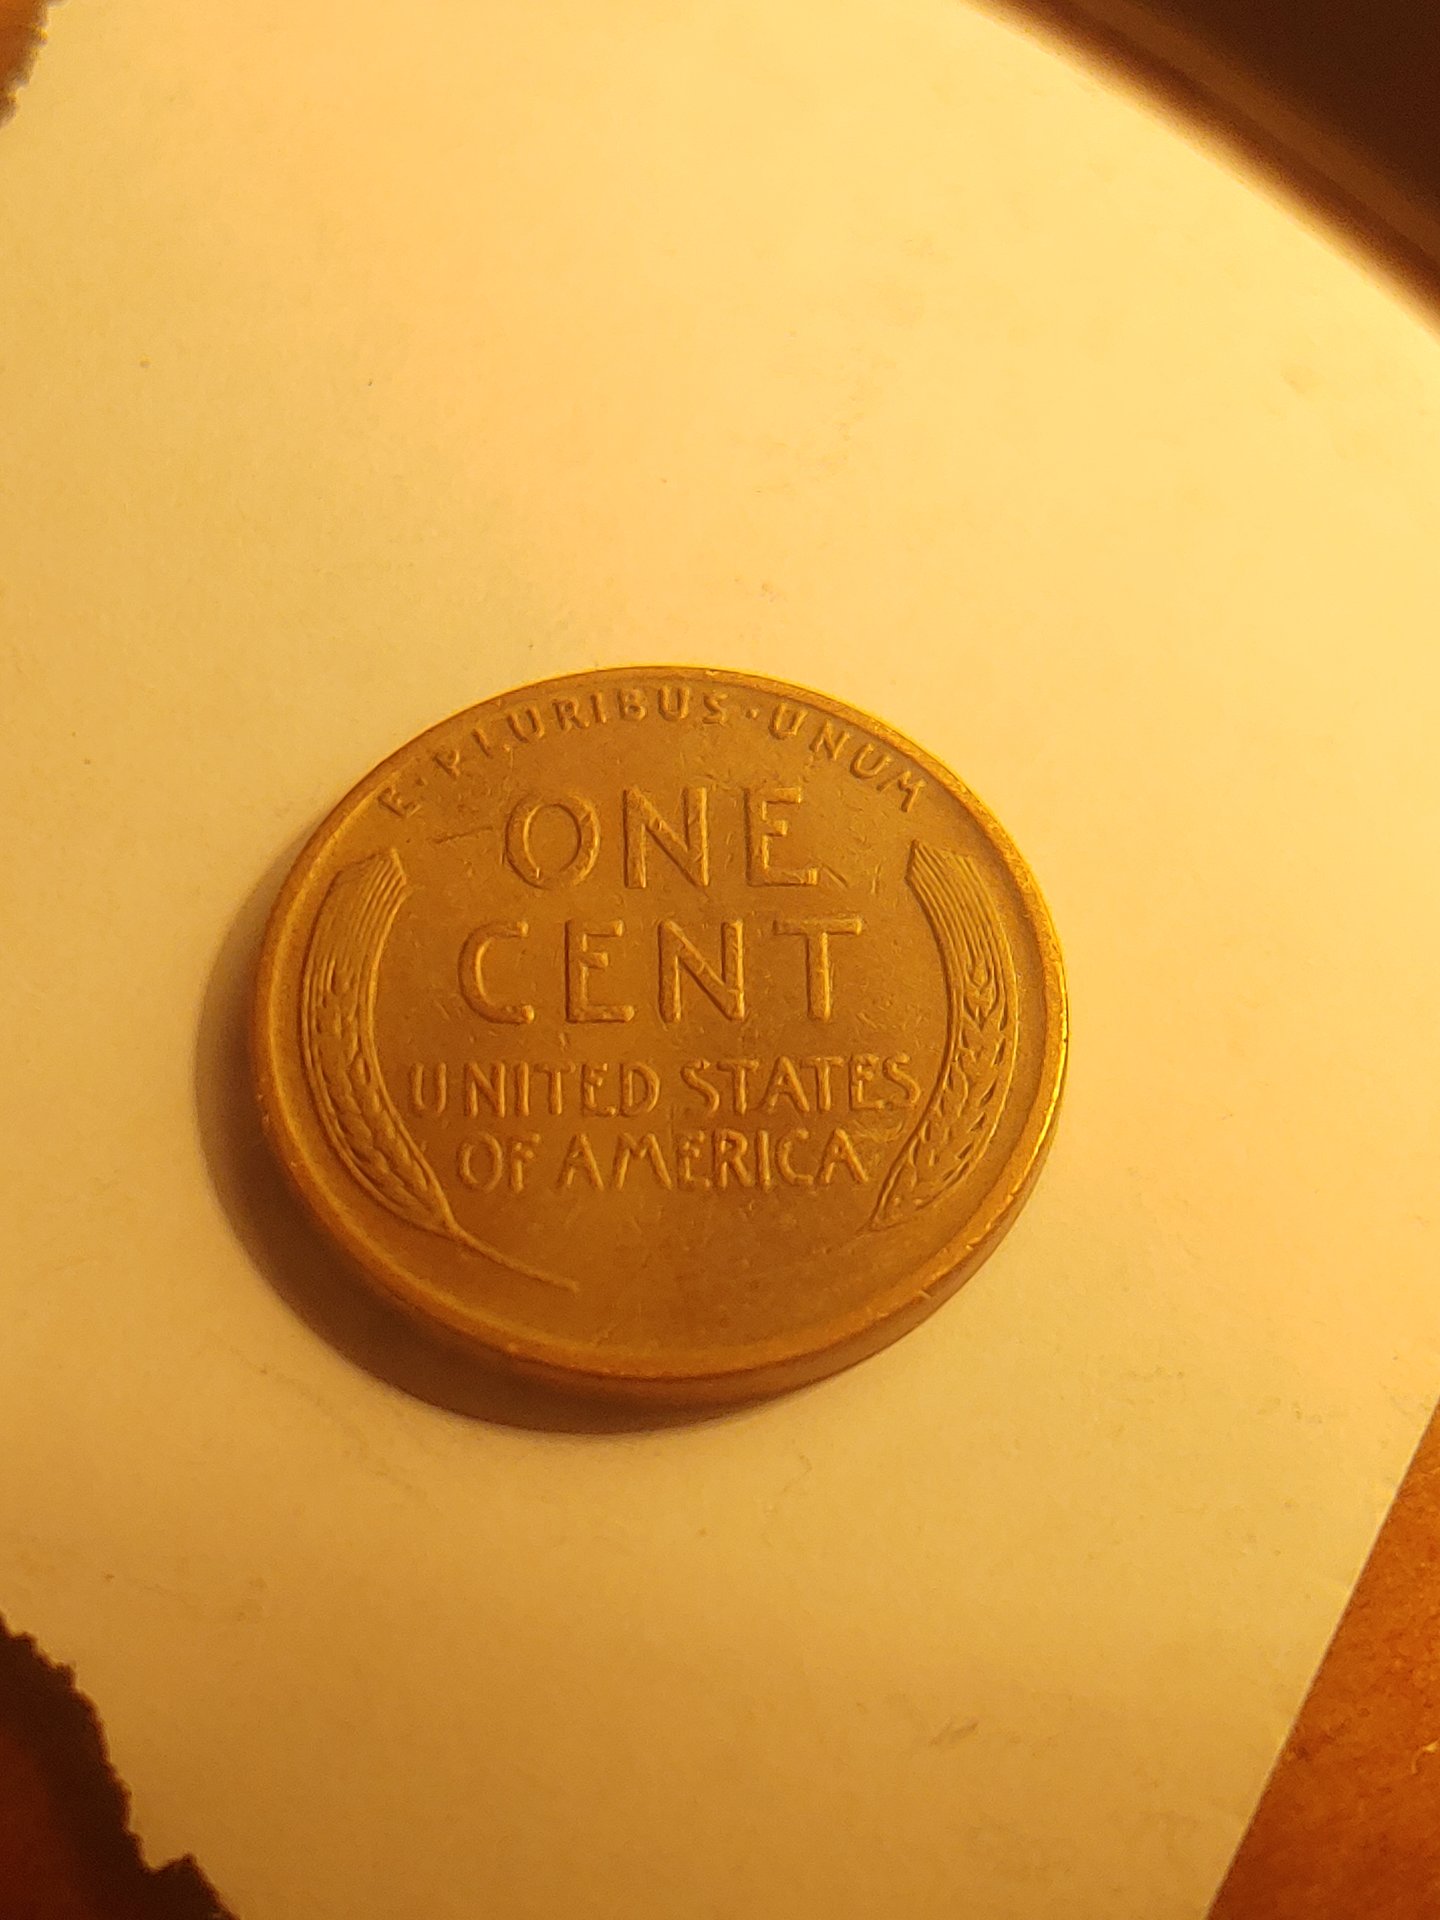 E·PLURIBUS·UNUM
ONE
CENT
UNITED STATES
OF AMERICA